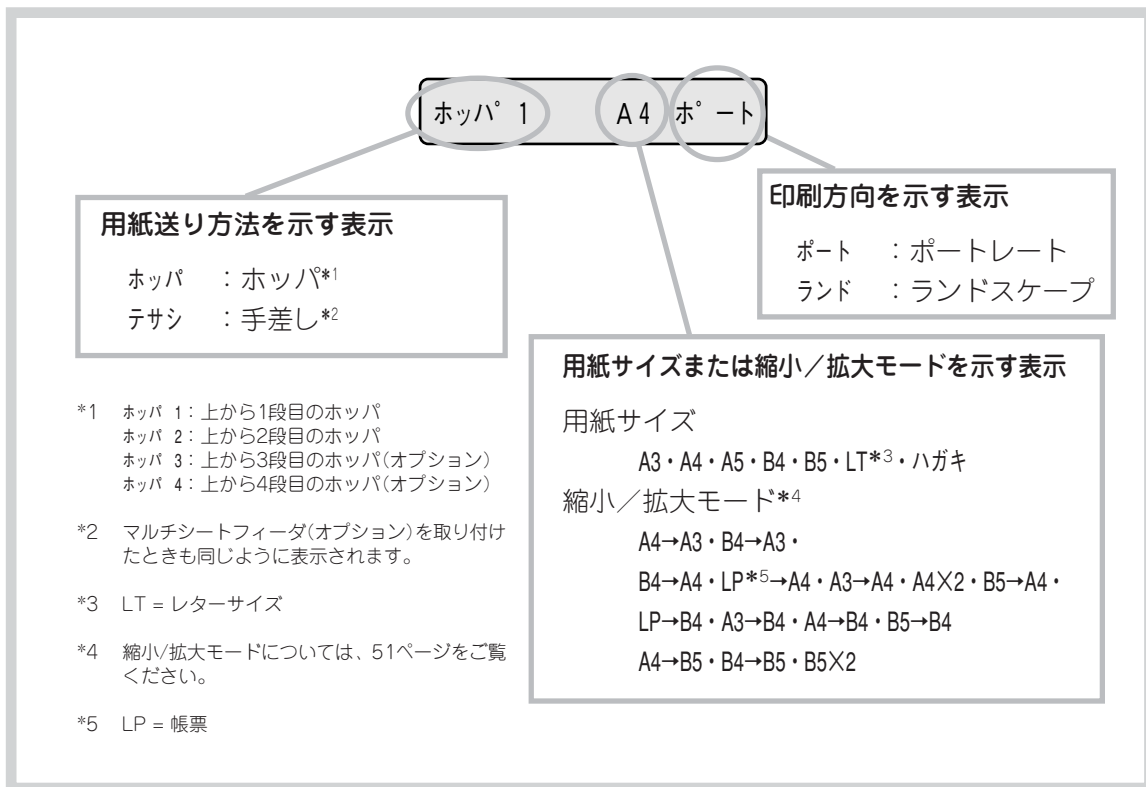 ホッパ 1 A4 ポート
用紙送り方法を示す表示
ホッパ ：ホッパ*1
テサシ ：手差し*2
印刷方向を示す表示
ポート ：ポートレート
ランド ：ランドスケープ
用紙サイズまたは縮小／拡大モードを示す表示
用紙サイズ
A3・A4・A5・B4・B5・LT*3・ハガキ
縮小／拡大モード*4
A4→A3・B4→A3・
B4→A4・LP*5→A4・A3→A4・A4×2・B5→A4・
LP→B4・A3→B4・A4→B4・B5→B4
A4→B5・B4→B5・B5×2
*1 ホッパ 1：上から1段目のホッパ
ホッパ 2：上から2段目のホッパ
ホッパ 3：上から3段目のホッパ(オプション)
ホッパ 4：上から4段目のホッパ(オプション)
*2 マルチシートフィーダ(オプション)を取り付け
たときも同じように表示されます。
*3 LT = レターサイズ
*4 縮小/拡大モードについては、51ページをご覧
ください。
*5 LP = 帳票